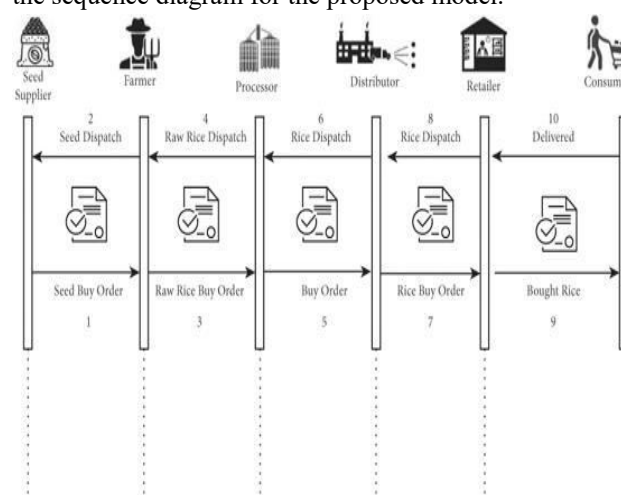 the sequence diagram for the proposed model.
Seed
Supplier
Farmer
Processor
Distributor
Retailer
Consum
2
Seed Dispatch
4
Raw Rice Dispatch
6
Rice Dispatch
8
Rice Dispatch
10
Delivered
Seed Buy Order
1
Raw Rice Buy Order
3
Buy Order
5
Rice Buy Order
7
Bought Rice
9